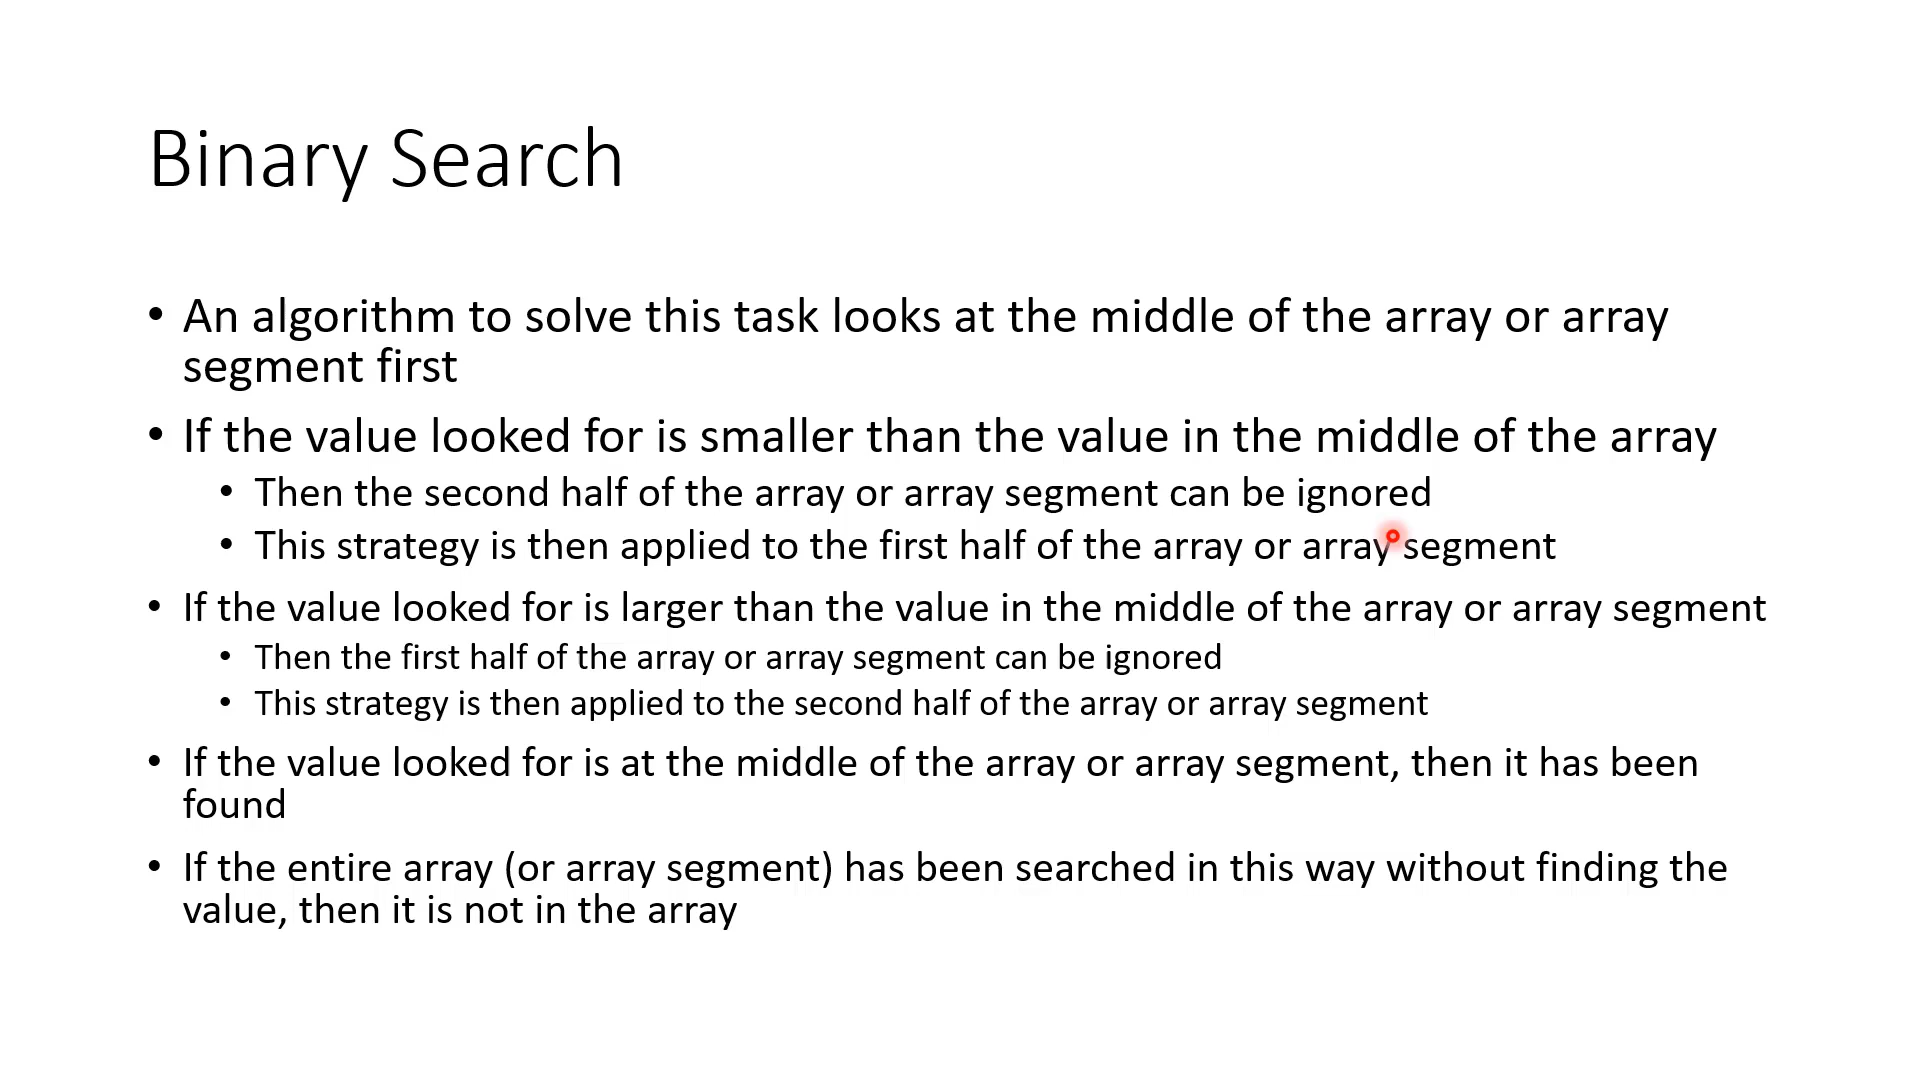 Binary Search
• An algorithm to solve this task looks at the middle of the array or array
segment first
• If the value looked for is smaller than the value in the middle of the array
• Then the second half of the array or array segment can be ignored
• This strategy is then applied to the first half of the array or array segment
• If the value looked for is larger than the value in the middle of the array or array segment
• Then the first half of the array or array segment can be ignored
• This strategy is then applied to the second half of the array or array segment
• If the value looked for is at the middle of the array or array segment, then it has been
found
• If the entire array (or array segment) has been searched in this way without finding the
value, then it is not in the array